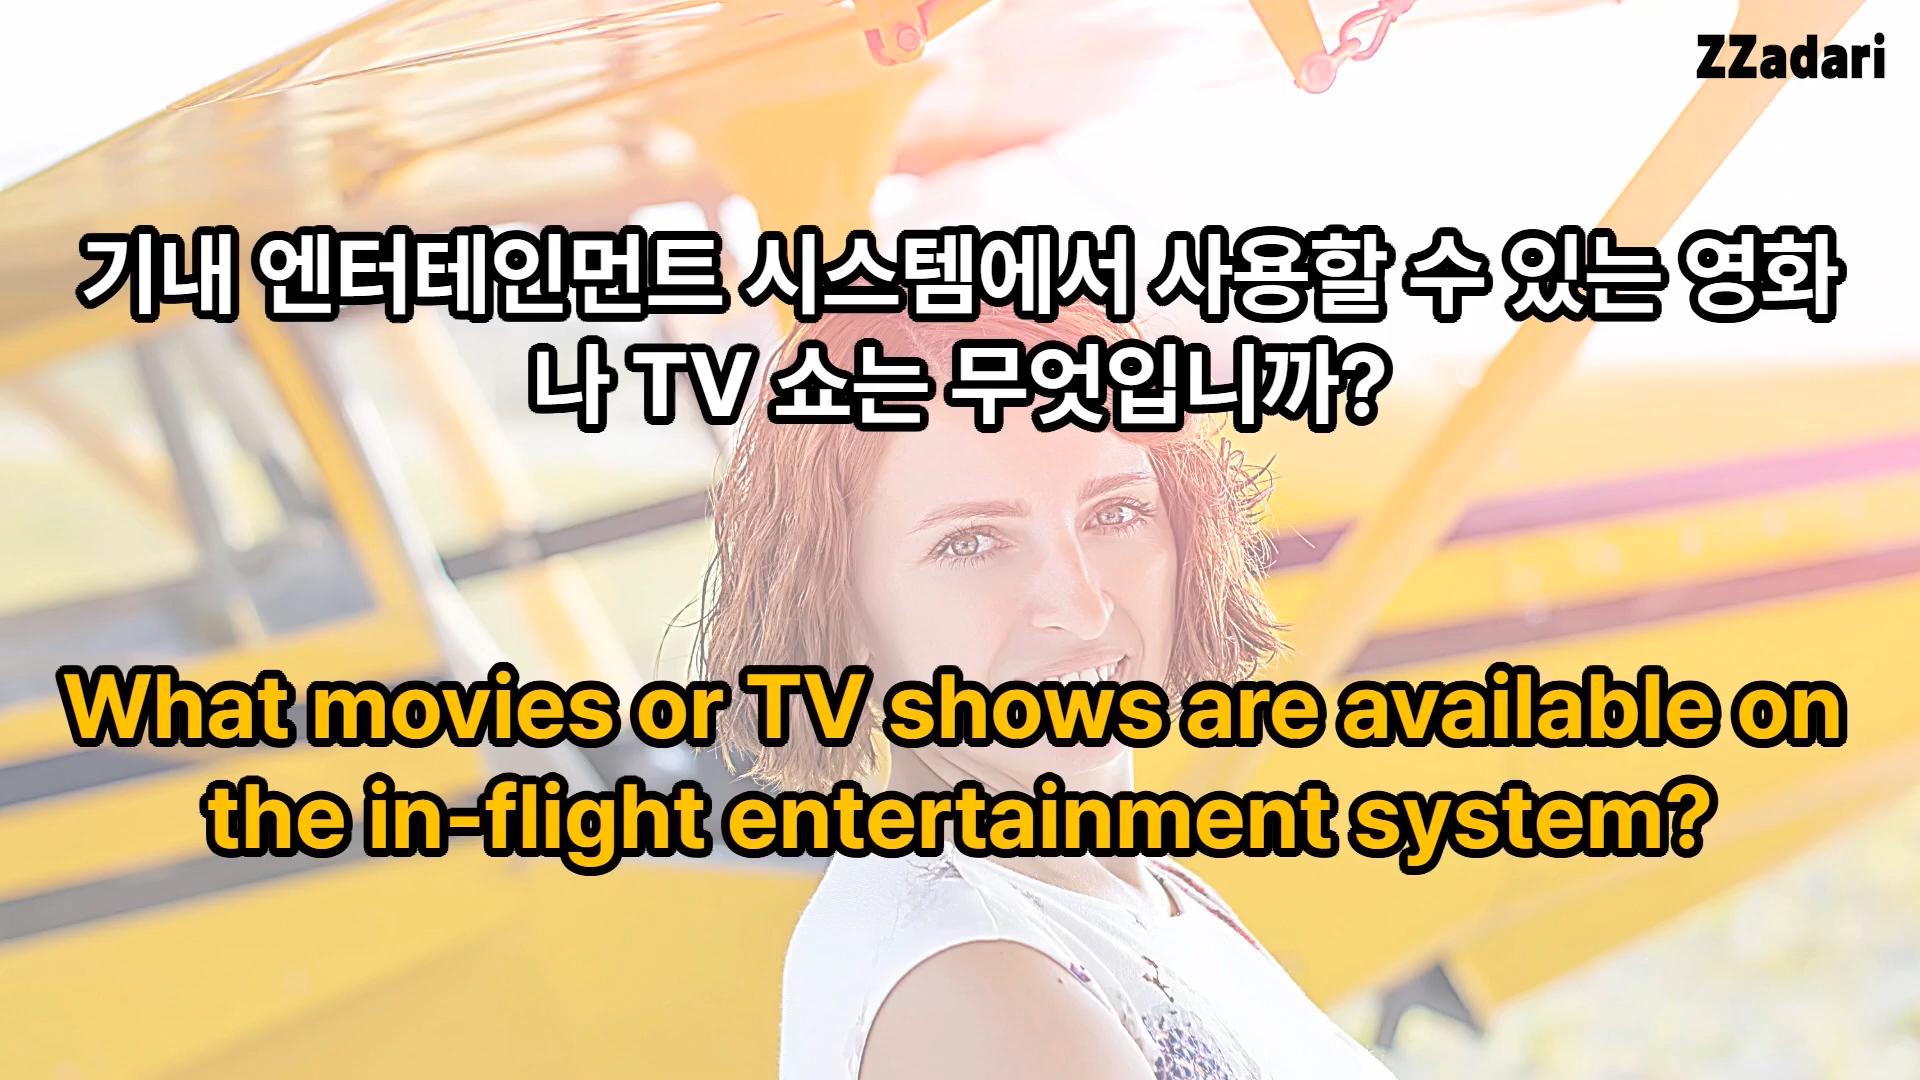 ZZadari
기내 엔터테인먼트 시스템에서 사용할 수 있는 영화
나 TV 쇼는 무엇입니까?
What movies or TV shows are available on
the in-flight entertainment system?